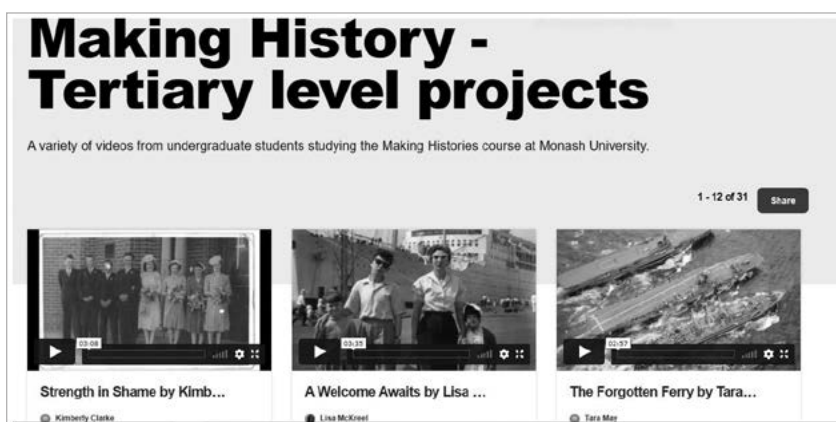 Making History -
Tertiary level projects
A variety of videos from undergraduate students studying the Making Histories course at Monash University.
1 - 12 of 31
Share
03:08
03:35
02:57
Strength in Shame by Kimb...
A Welcome Awaits by Lisa ...
The Forgotten Ferry by Tara...
Kimberly Clarke
Lisa McKreel
Tara May